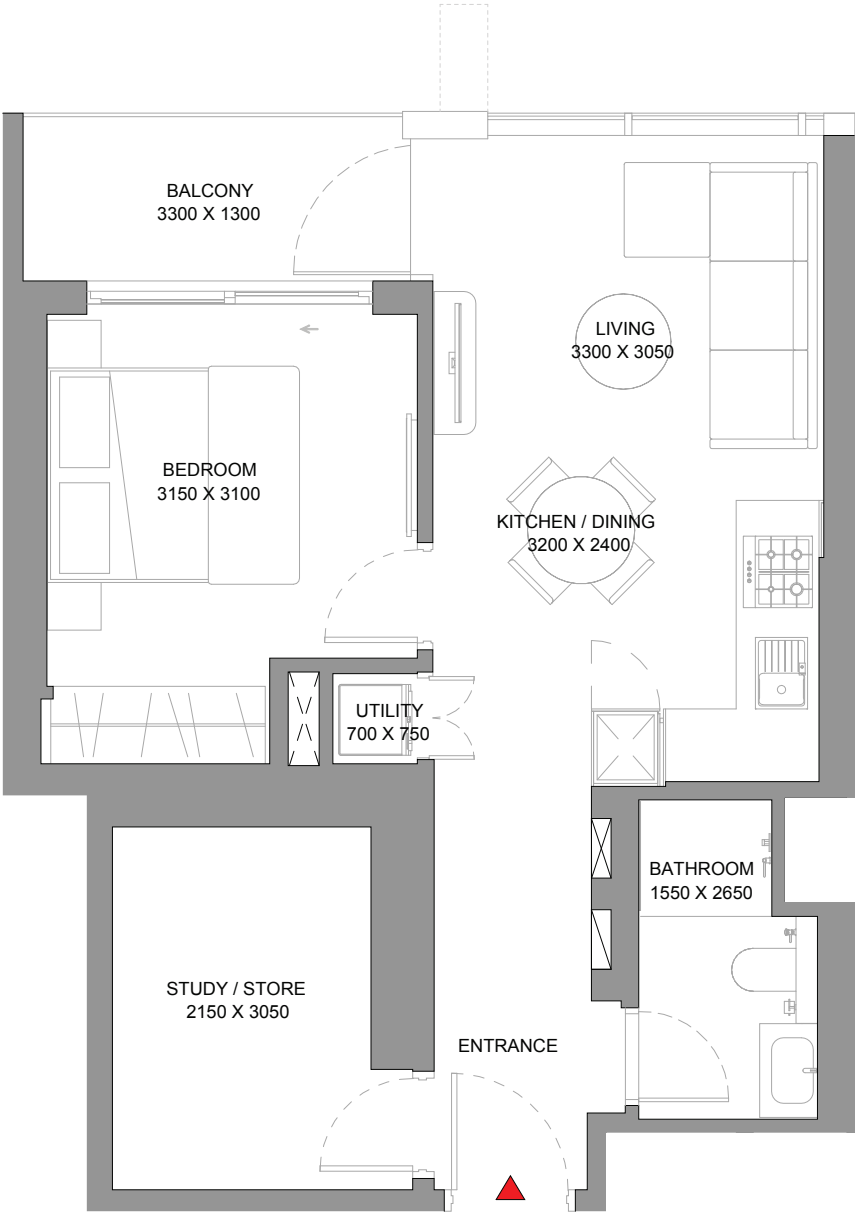 BALCONY
3300 X 1300
LIVING
3300 X 3050
BEDROOM
3150 X 3100
KITCHEN / DINING
3200 X 2400
UTILITY
700 X 750
BATHROOM
1550 X 2650
STUDY / STORE
2150 X 3050
ENTRANCE